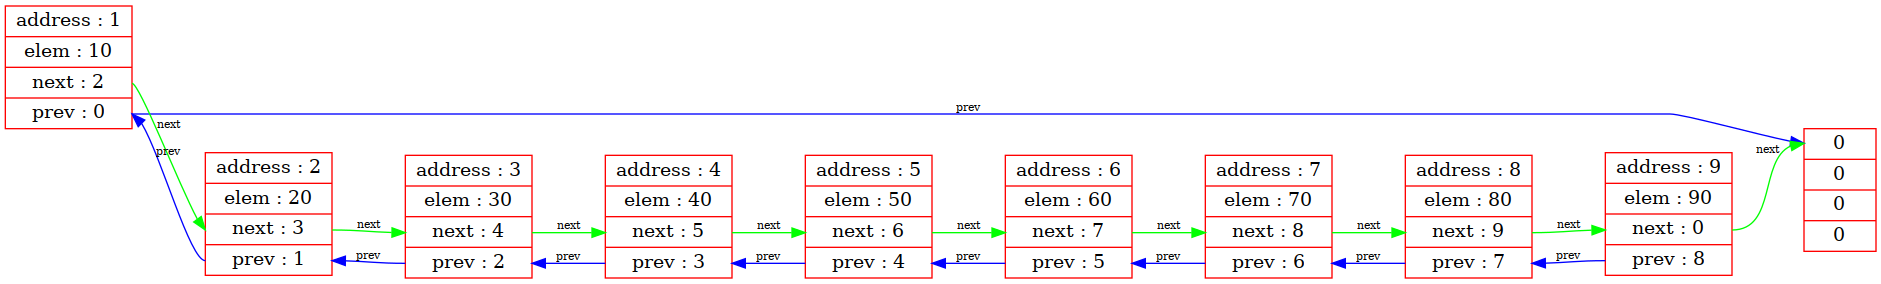 address : 1
elem : 10
next : 2
prev : 0
next
prev
prev
address : 2
elem : 20
next : 3
prev : 1
next
prev
address : 3
elem : 30
next : 4
prev : 2
next
prev
address : 4
elem : 40
next : 5
prev : 3
next
prev
address : 5
elem : 50
next : 6
prev : 4
next
prev
address : 6
elem : 60
next : 7
prev : 5
next
prev
address : 7
elem : 70
next : 8
prev : 6
next
prev
address : 8
elem : 80
next : 9
prev : 7
next
prev
address : 9
elem : 90
next : 0
prev : 8
next
0
0
0
0